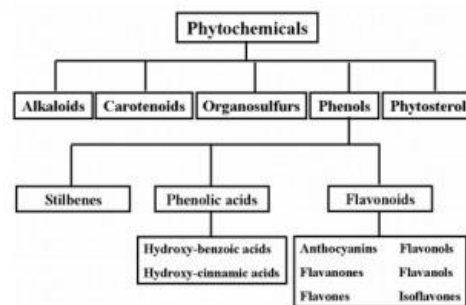 Phytochemicals
Alkaloids Carotenoids Organosulfurs Phenols Phytosterol
Stilbenes Phenolic acids Flavonoids
Hydroxy-benzoic acids
Hydroxy-cinnamic acids
Anthocyanins Flavonols
Flavanones Flavanols
Flavones Isoflavones